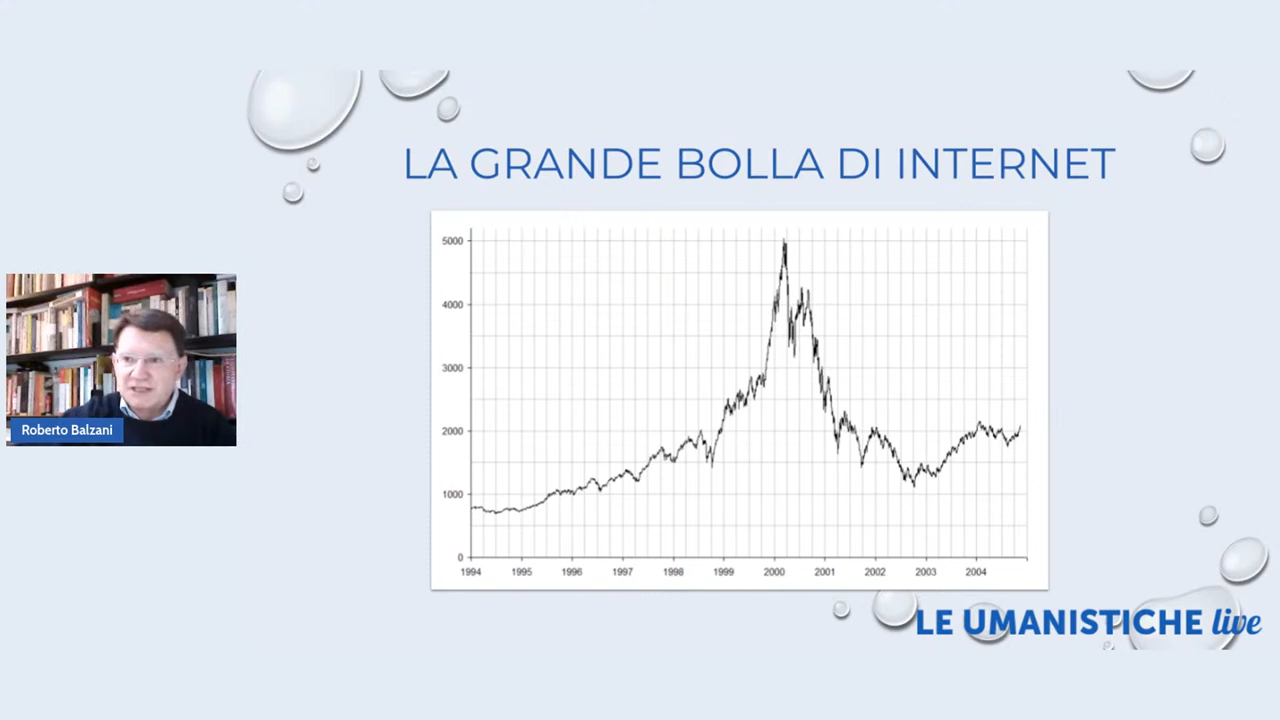 LA GRANDE BOLLA DI INTERNET
5000
4000
3000
2000
1000
0
1994 1995 1996 1997 1998 1999 2000 2001 2002 2003 2004
Roberto Balzani
LE UMANISTICHE live